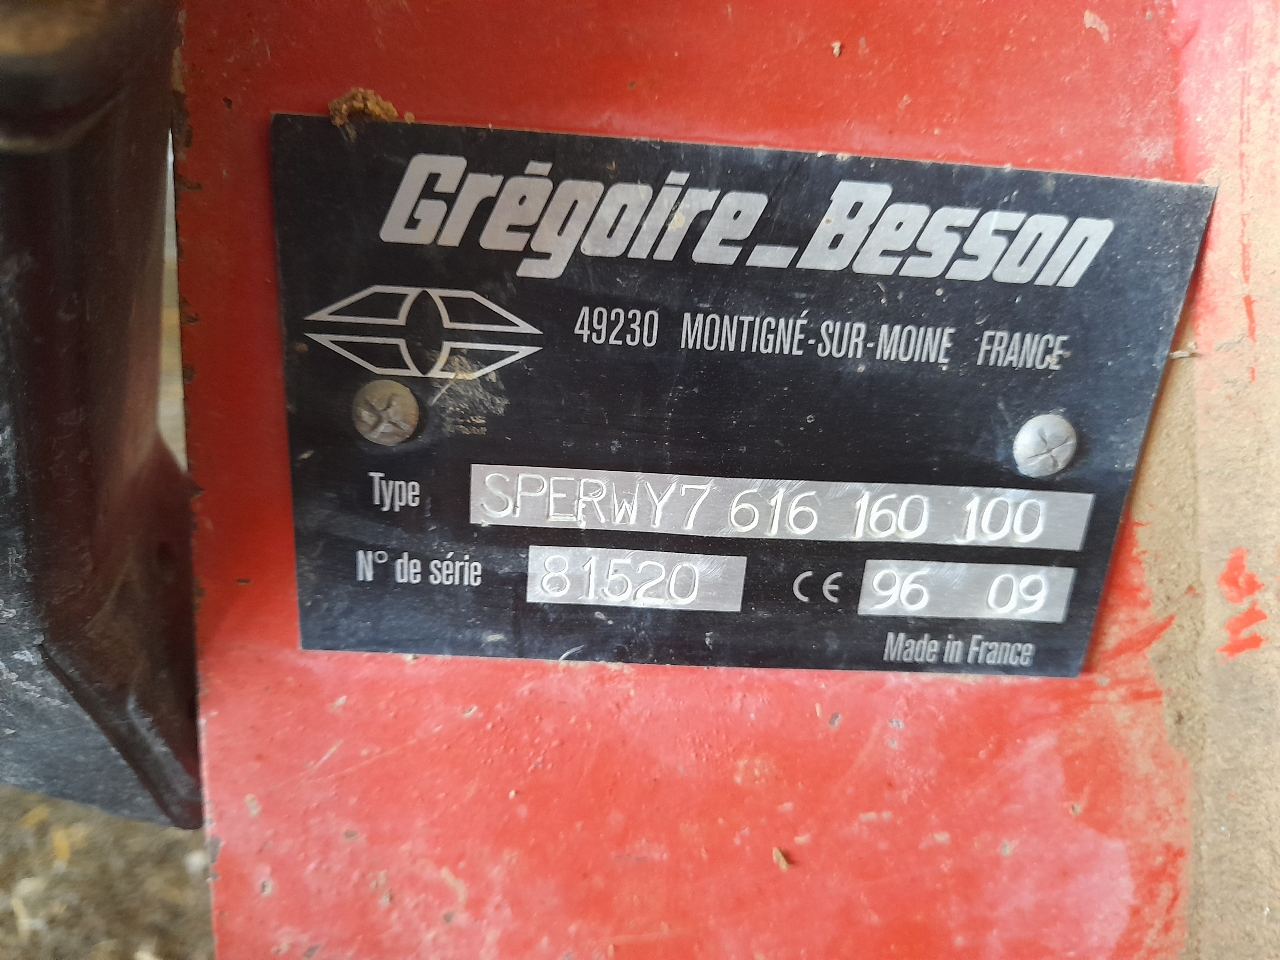 Grégoire_Besson
49230 MONTIGNÉ-SUR-MOINE FRANCE
Type SPERWY7 616 160 100
N° de série 81520 CE 96 09
Made in France